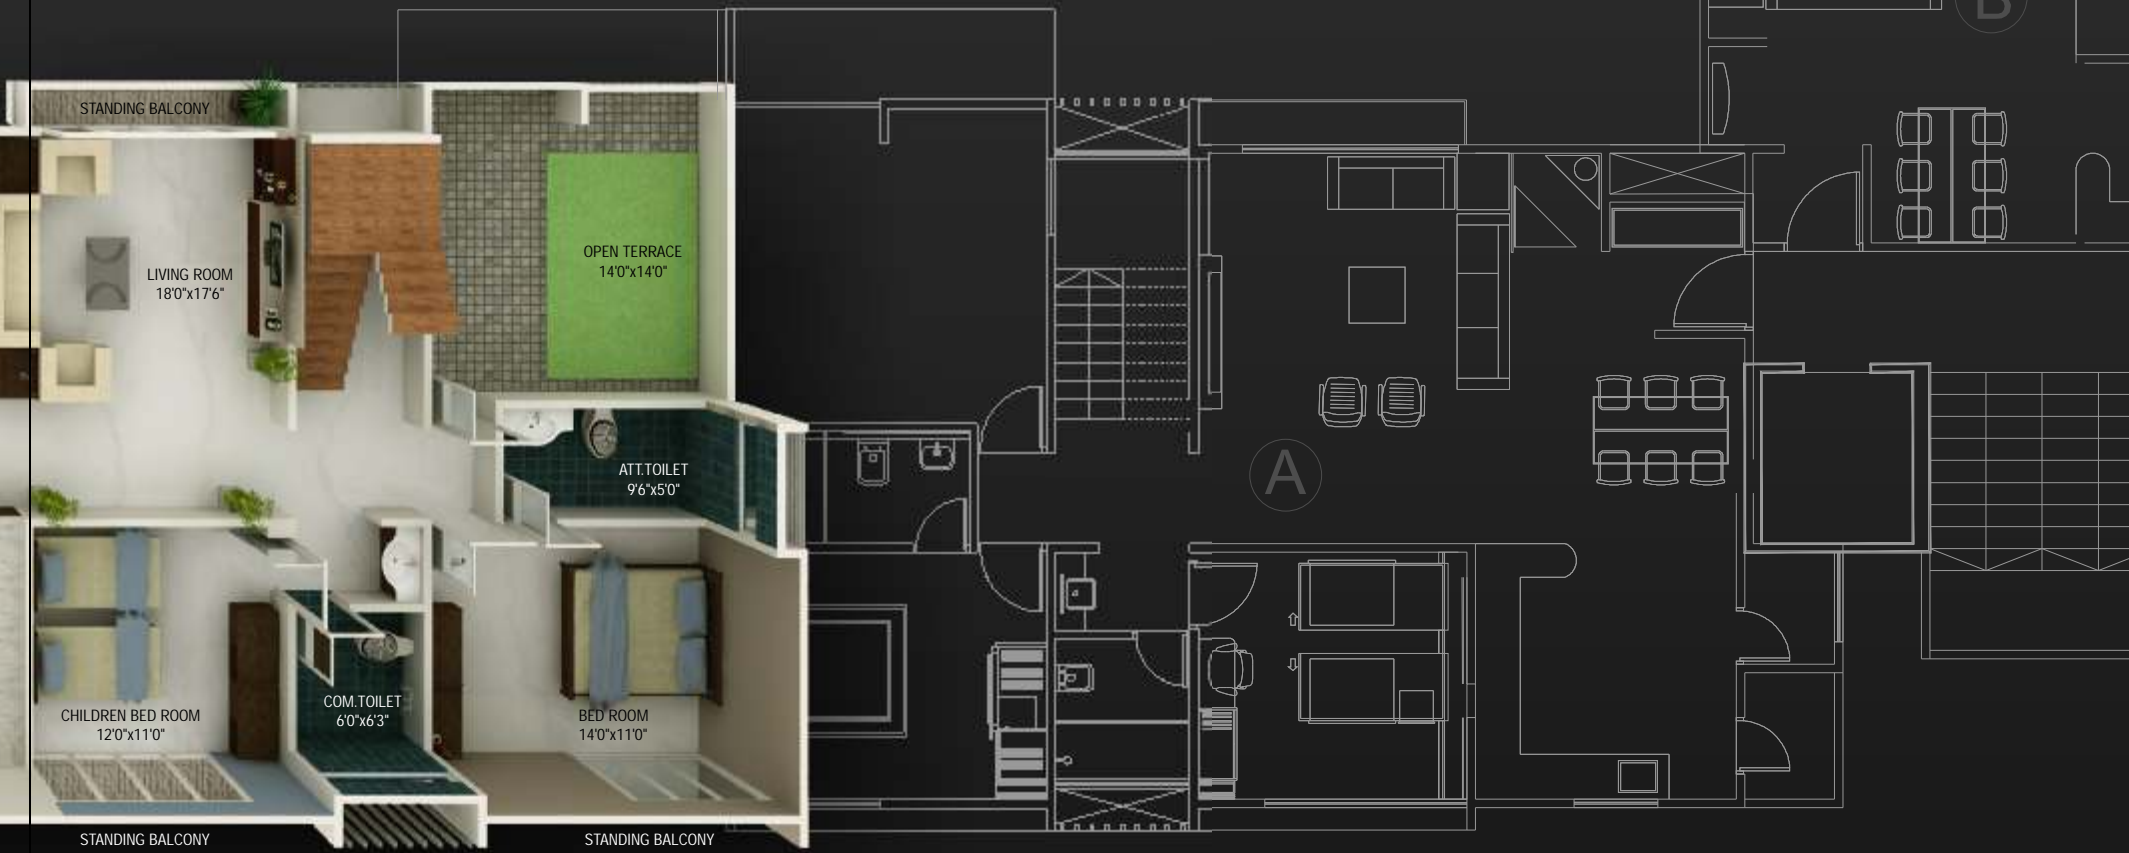 B
STANDING BALCONY
LIVING ROOM
18'0"x17'6"
OPEN TERRACE
14'0"x14'0"
ATT.TOILET
9'6"x5'0"
A
CHILDREN BED ROOM
12'0"x11'0"
COM.TOILET
6'0"x6'3"
BED ROOM
14'0"x11'0"
STANDING BALCONY
STANDING BALCONY